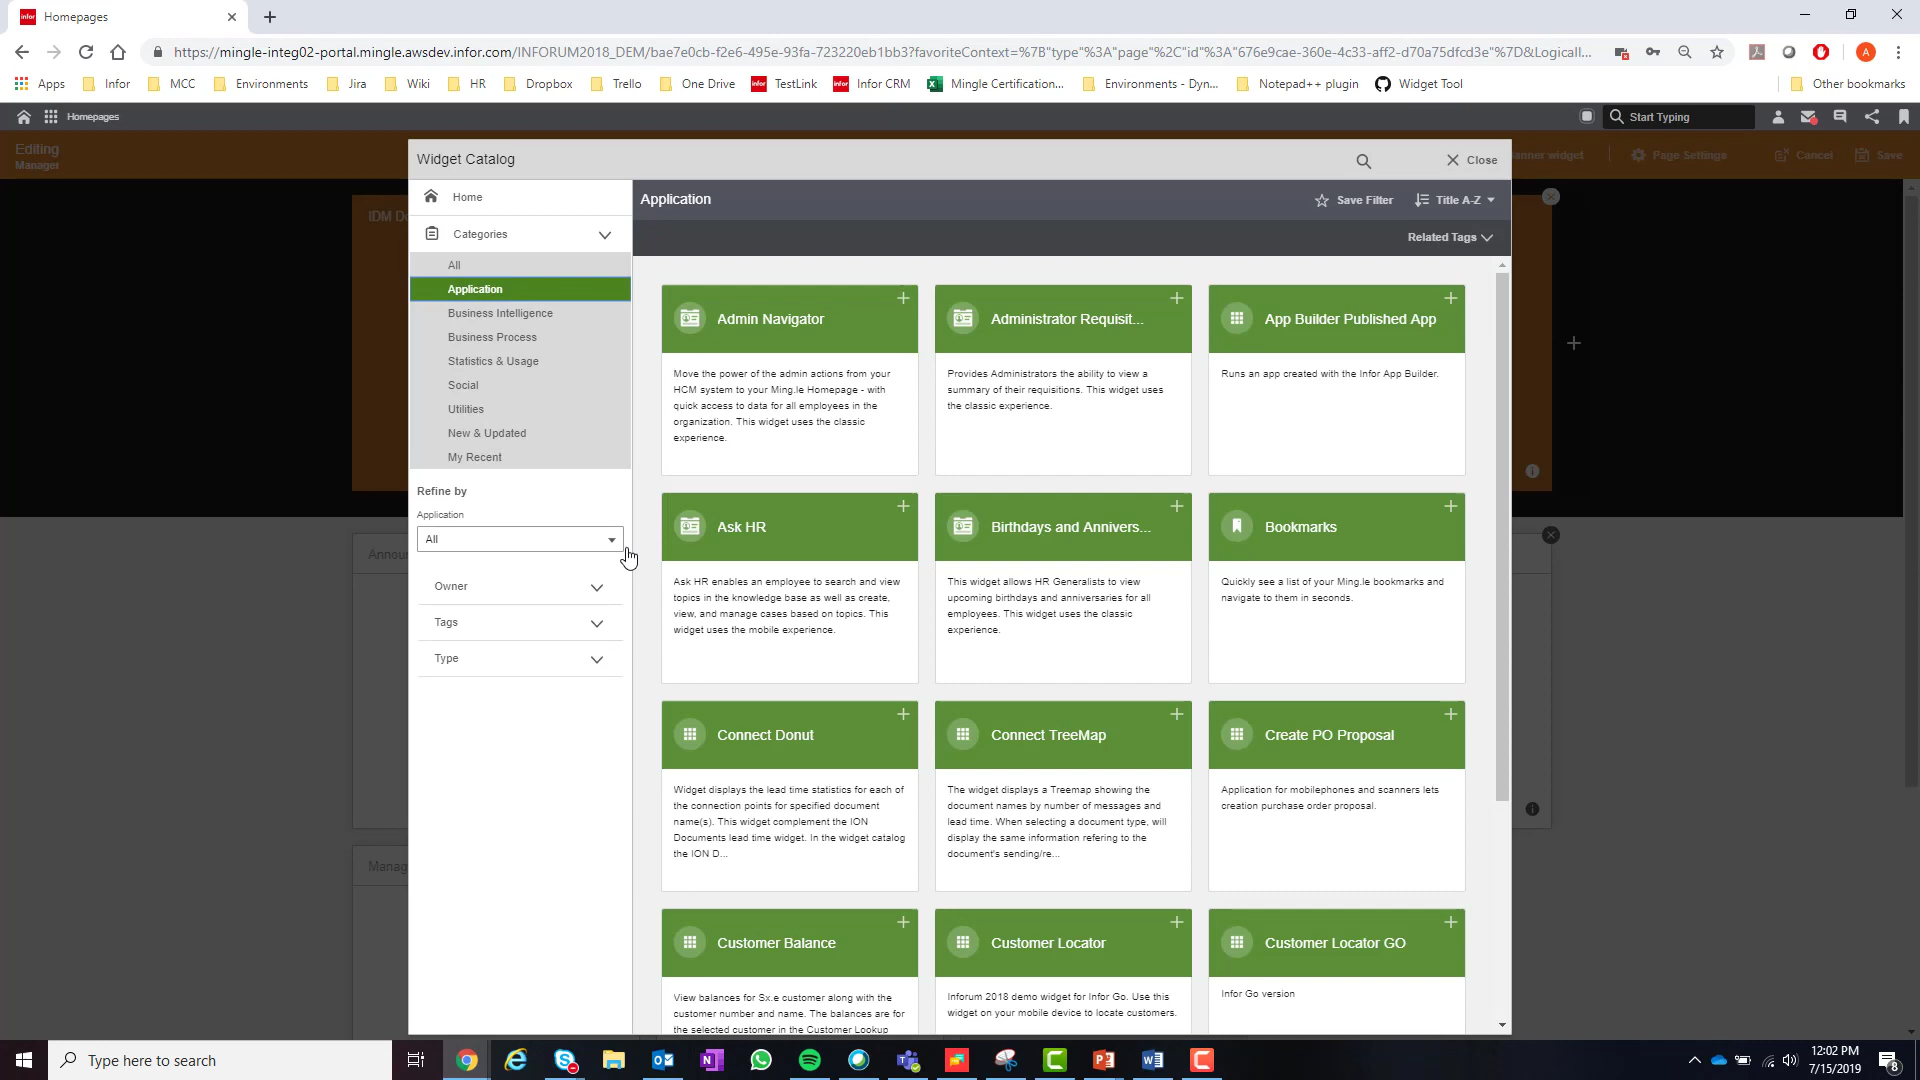 Homepages
https://mingle-integ02-portal.mingle.awsdev.infor.com/INFORUM2018_DEM/bae7e0cb-f2e6-495e-93fa-723220eb1bb3?favoriteContext=%7B"type"%3A"page"%2C"id"%3A"676e9cae-360e-4c33-aff2-d70a75dfcd3e"%7D&LogicalI...
A
Apps
Infor
MCC
Environments
Jira
Wiki
HR
Dropbox
Trello
One Drive
infor TestLink
infor Infor CRM
Mingle Certification...
Environments - Dyn...
Notepad++ plugin
Widget Tool
Other bookmarks
Homepages
Start Typing
Editing
Manager
anner widget
Page Settings
Cancel
Save
IDM Do
Announ
Manag
Widget Catalog
Close
Home
Categories
All
Application
Business Intelligence
Business Process
Statistics & Usage
Social
Utilities
New & Updated
My Recent
Refine by
Application
All
Owner
Tags
Type
Application
Save Filter
Title A-Z
Related Tags
Admin Navigator
Move the power of the admin actions from your
HCM system to your Ming.le Homepage - with
quick access to data for all employees in the
organization. This widget uses the classic
experience.
Administrator Requisit...
Provides Administrators the ability to view a
summary of their requisitions. This widget uses
the classic experience.
App Builder Published App
Runs an app created with the Infor App Builder.
Ask HR
Ask HR enables an employee to search and view
topics in the knowledge base as well as create,
view, and manage cases based on topics. This
widget uses the mobile experience.
Birthdays and Annivers...
This widget allows HR Generalists to view
upcoming birthdays and anniversaries for all
employees. This widget uses the classic
experience.
Bookmarks
Quickly see a list of your Ming.le bookmarks and
navigate to them in seconds.
Connect Donut
Widget displays the lead time statistics for each of
the connection points for specified document
name(s). This widget complement the ION
Documents lead time widget. In the widget catalog
the ION D...
Connect TreeMap
The widget displays a Treemap showing the
document names by number of messages and
lead time. When selecting a document type, will
display the same information refering to the
document's sending/re...
Create PO Proposal
Application for mobilephones and scanners lets
creation purchase order proposal.
Customer Balance
View balances for Sx.e customer along with the
customer number and name. The balances are for
the selected customer in the Customer Lookup
Customer Locator
Inforum 2018 demo widget for Infor Go. Use this
widget on your mobile device to locate customers.
Customer Locator GO
Infor Go version
Type here to search
12:02 PM
7/15/2019
8